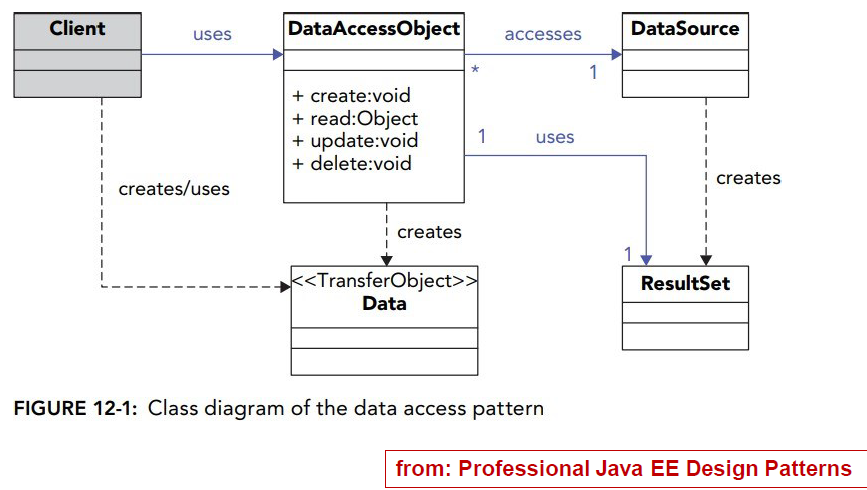 Client
uses
DataAccessObject
accesses
DataSource
*
1
+ create:void
+ read:Object
+ update:void
+ delete:void
1
uses
creates/uses
creates
creates
1
<<TransferObject>>
Data
ResultSet
FIGURE 12-1: Class diagram of the data access pattern
from: Professional Java EE Design Patterns